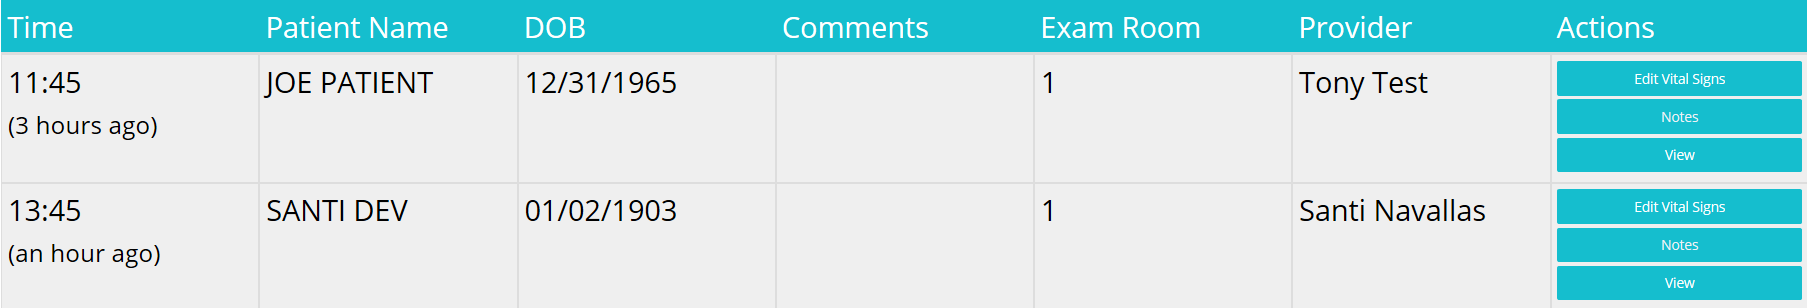 Time Patient Name DOB Comments Exam Room Provider Actions
11:45 JOE PATIENT 12/31/1965 1 Tony Test Edit Vital Signs
(3 hours ago) Notes
View
13:45 SANTI DEV 01/02/1903 1 Santi Navallas Edit Vital Signs
(an hour ago) Notes
View